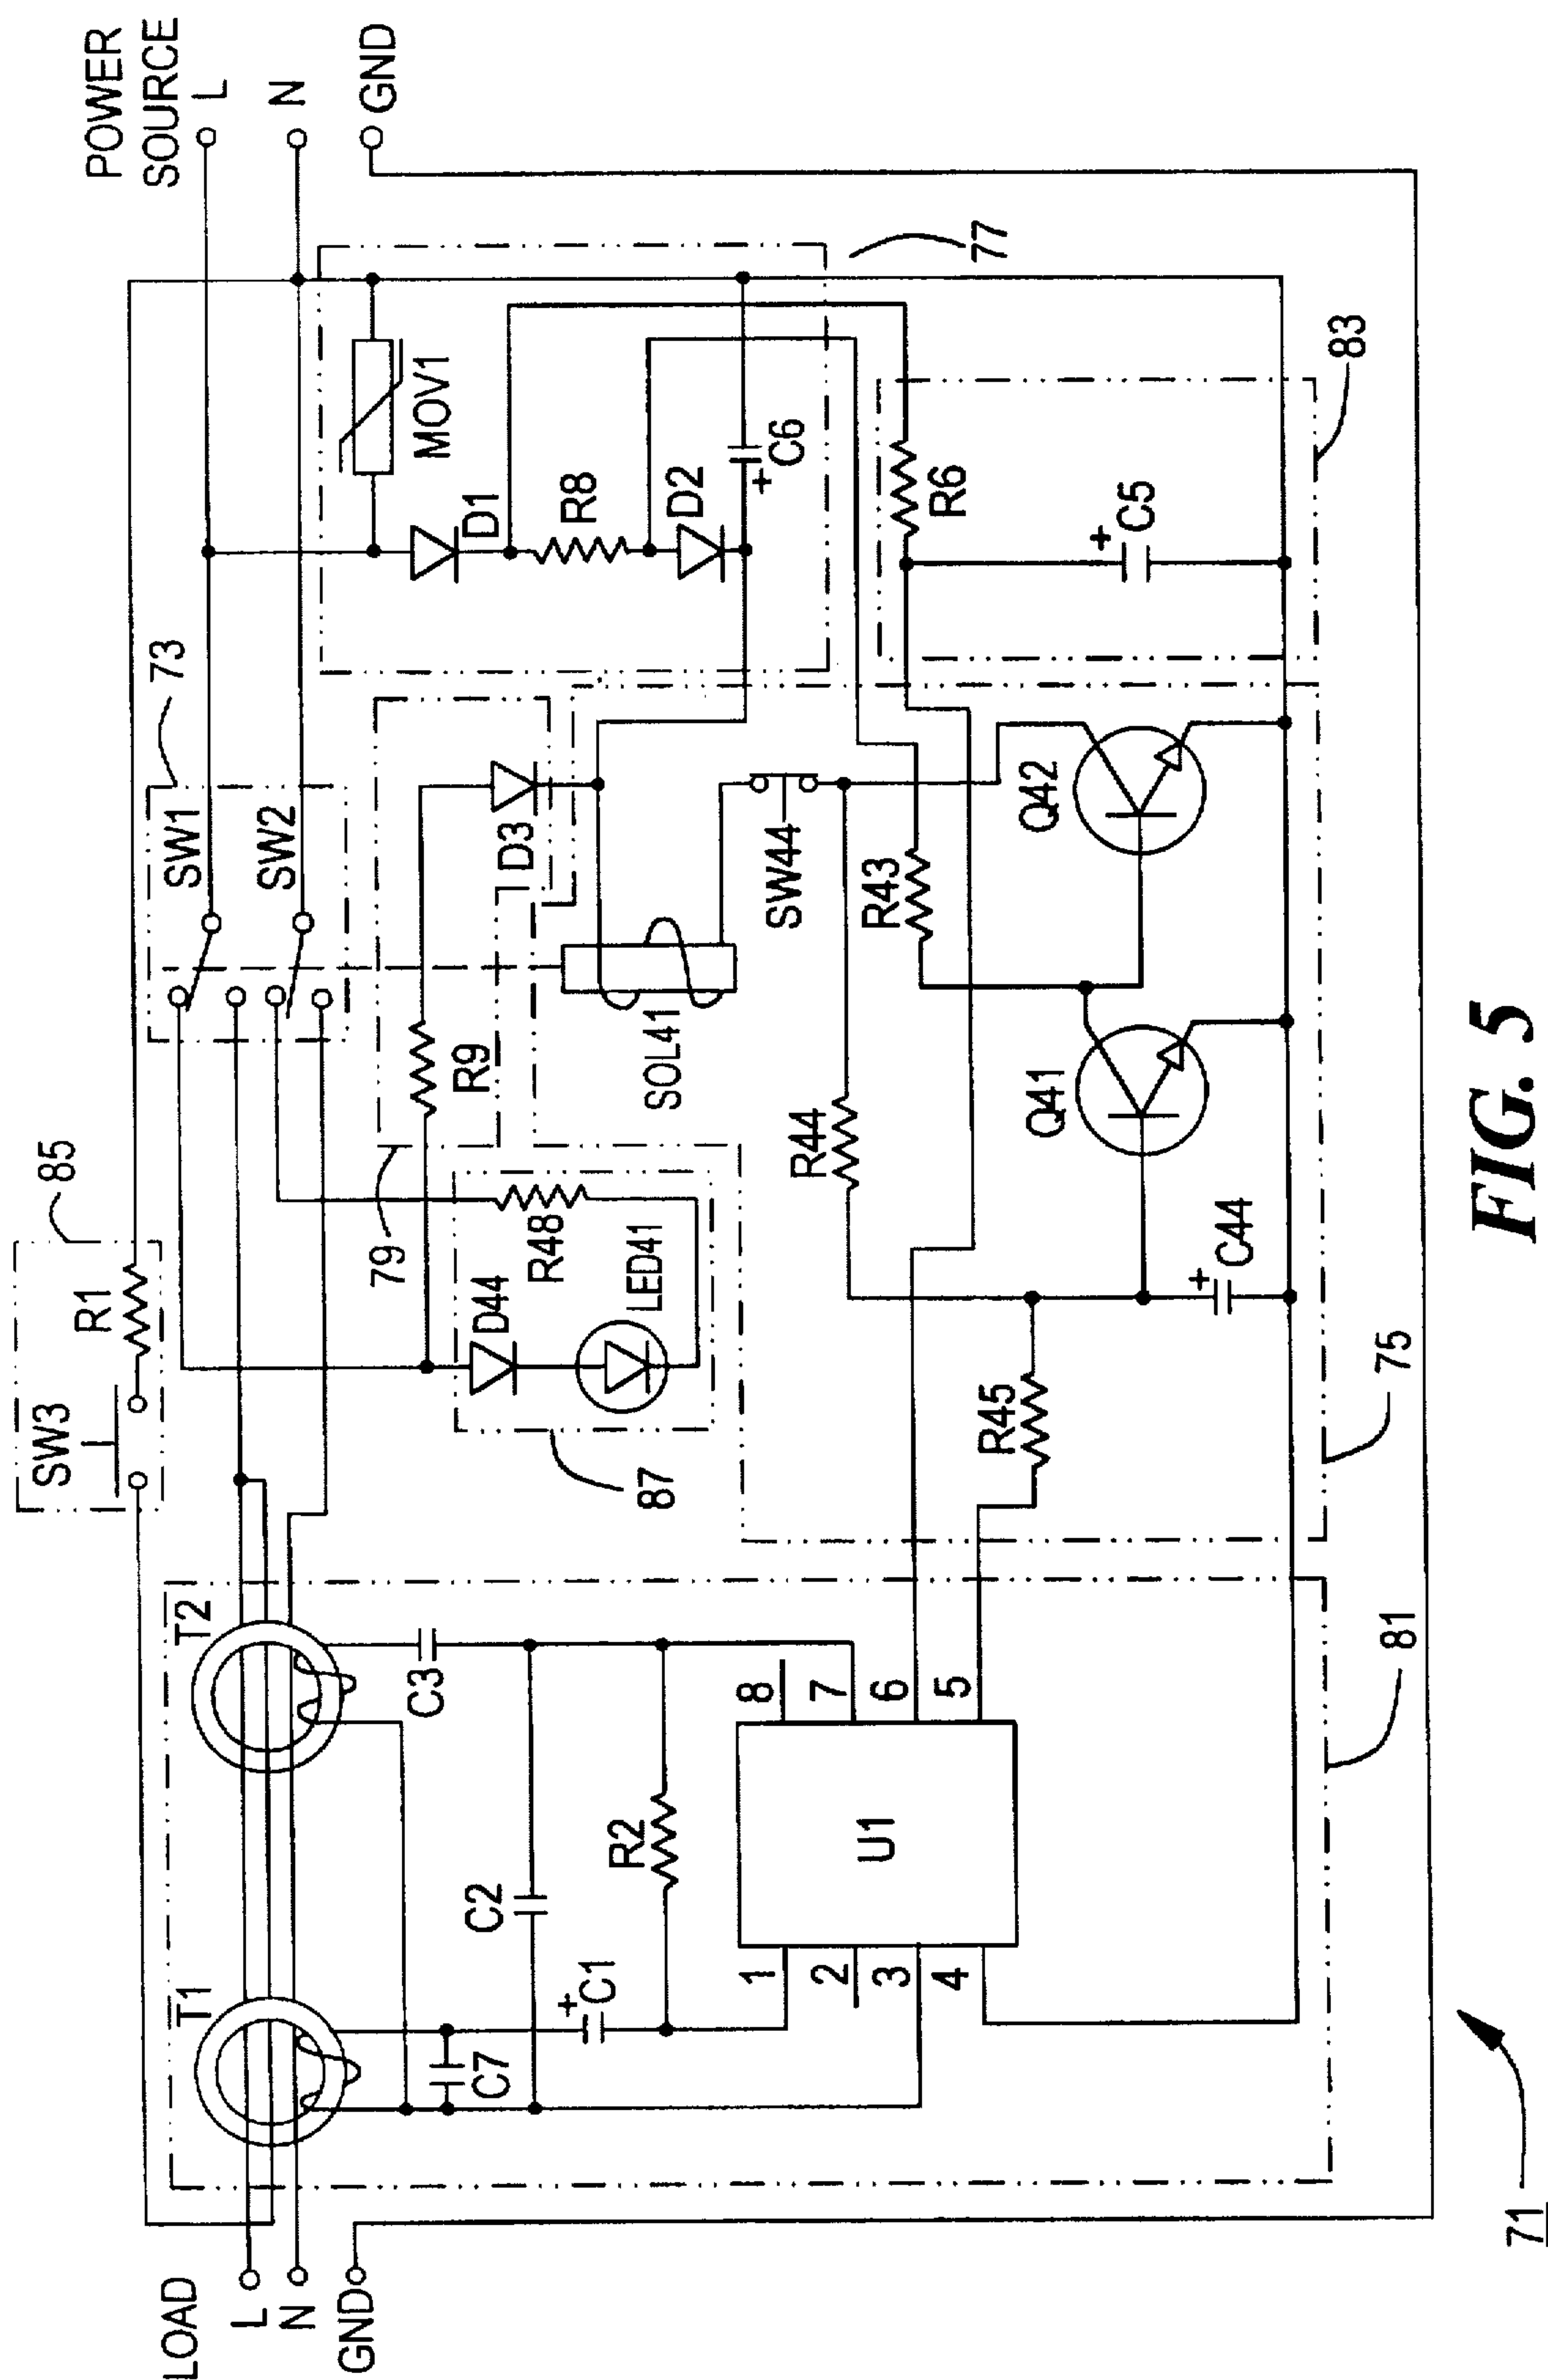 POWER
SOURCE
L
N
GND
73
SW1
SW2
85
R1
SW3
MOV1
D1
R8
D2
C6
77
83
R6
C5
D3
R9
79
SOL41
SW44
R43
R44
Q42
Q41
C44
R45
R48
D44
LED41
87
75
T2
T1
C3
C2
C7
C1
R2
U1
1
2
3
4
5
6
7
8
81
LOAD
L
N
GND
71
FIG. 5